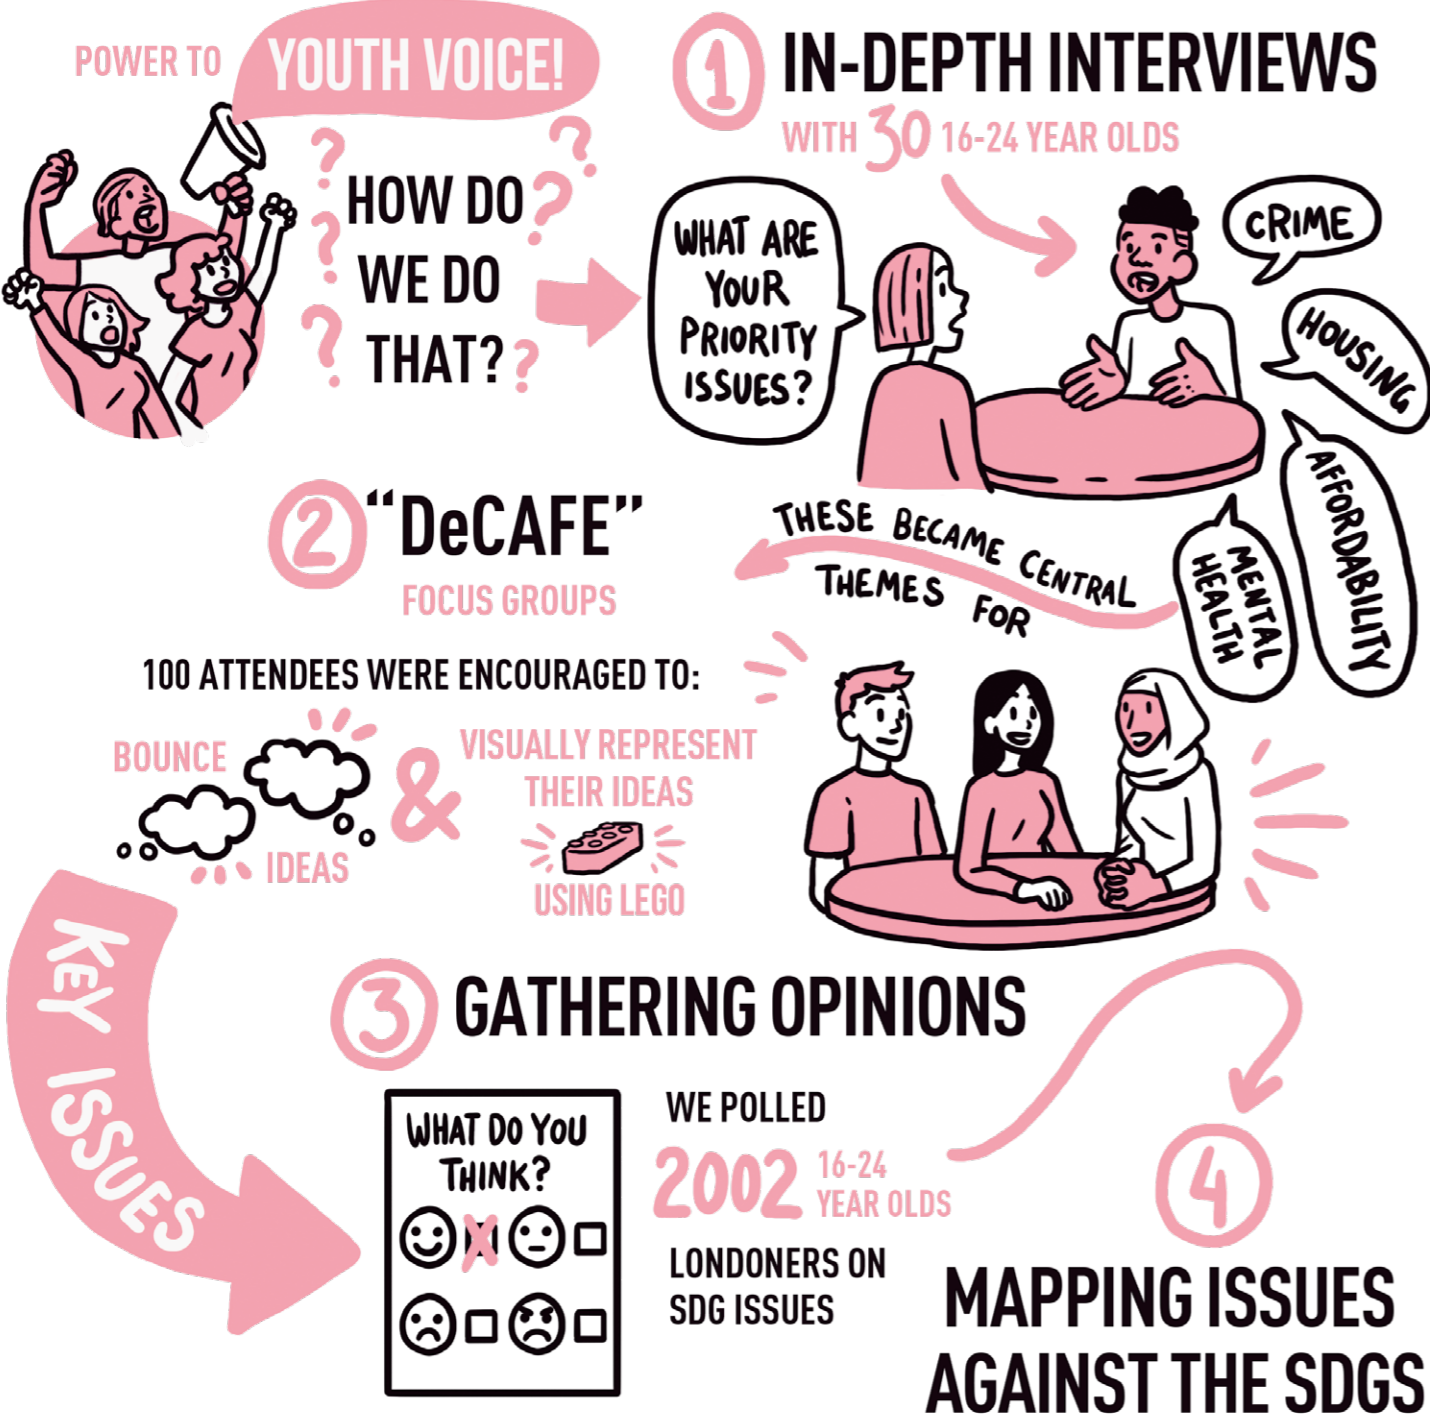 POWER TO
YOUTH VOICE!
? ?
HOW DO ?
? WE DO
? THAT? ?
1 IN-DEPTH INTERVIEWS
WITH 30 16-24 YEAR OLDS
WHAT ARE
YOUR
PRIORITY
ISSUES?
CRIME
HOUSING
AFFORDABILITY
MENTAL
HEALTH
THESE BECAME CENTRAL
THEMES FOR
2 “DeCAFE”
FOCUS GROUPS
100 ATTENDEES WERE ENCOURAGED TO:
BOUNCE
IDEAS
&
VISUALLY REPRESENT
THEIR IDEAS
USING LEGO
KEY ISSUES
3 GATHERING OPINIONS
WHAT DO YOU
THINK?
WE POLLED
2002 16-24
YEAR OLDS
LONDONERS ON
SDG ISSUES
4
MAPPING ISSUES
AGAINST THE SDGS